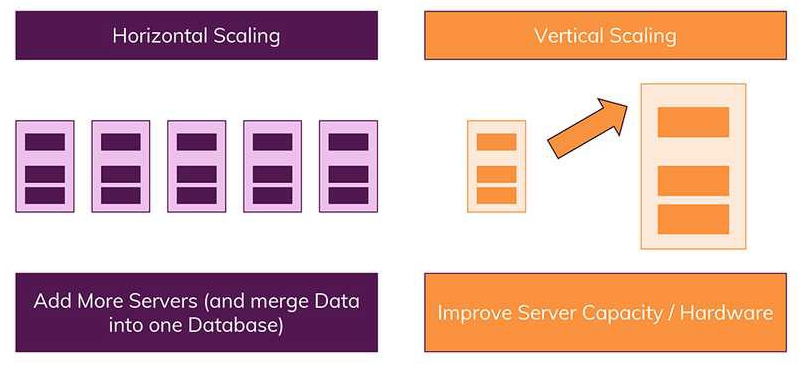 Horizontal Scaling
Vertical Scaling
Add More Servers (and merge Data
into one Database)
Improve Server Capacity / Hardware